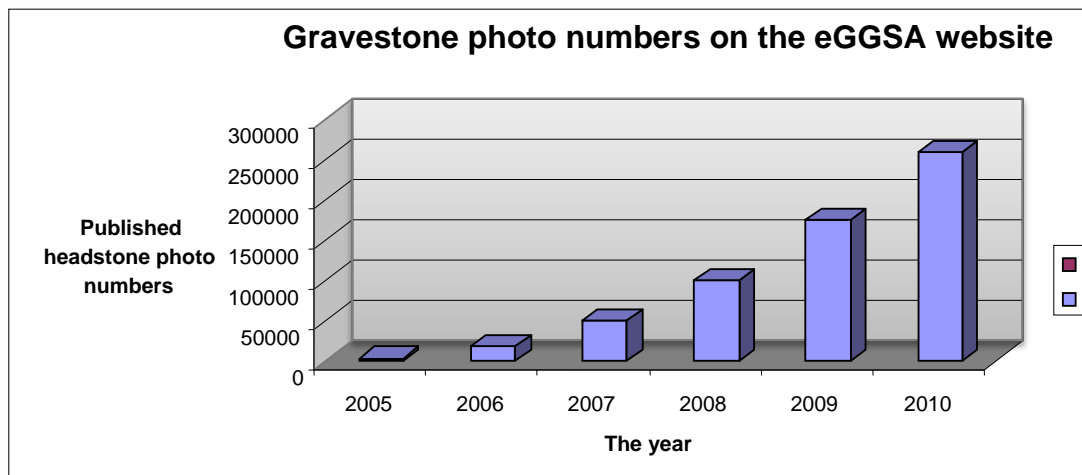 Gravestone photo numbers on the eGGSA website
300000
250000
200000
150000
100000
50000
0
Published
headstone photo
numbers
2005 2006 2007 2008 2009 2010
The year